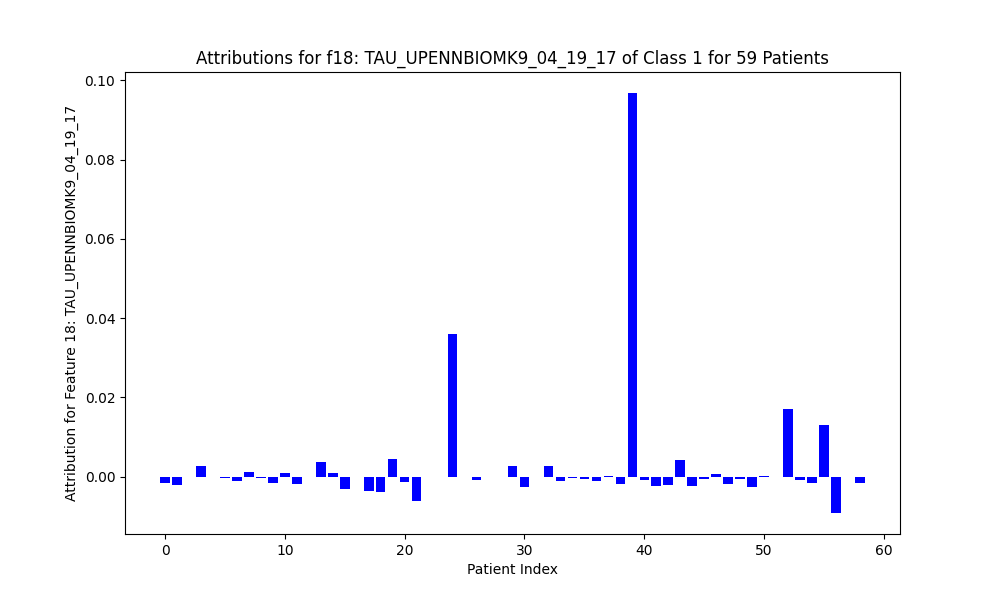 Attributions for f18: TAU_UPENNBIOMK9_04_19_17 of Class 1 for 59 Patients
Attribution for Feature 18: TAU_UPENNBIOMK9_04_19_17
0.10
0.08
0.06
0.04
0.02
0.00
0 10 20 30 40 50 60
Patient Index